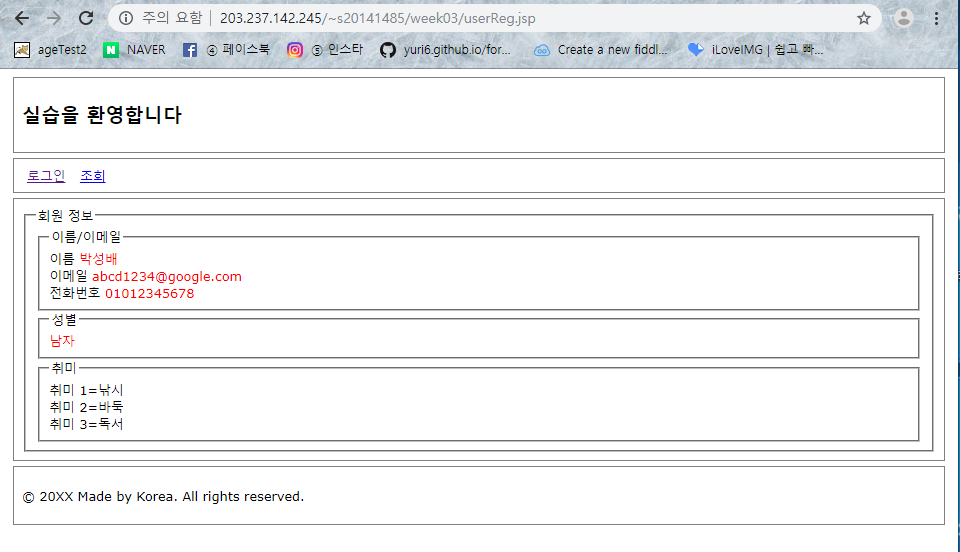 주의 요함 | 203.237.142.245/~s20141485/week03/userReg.jsp
ageTest2 NAVER ④ 페이스북 ⑤ 인스타 yuri6.github.io/for... Create a new fiddl... iLoveIMG | 쉽고 빠...
실습을 환영합니다
로그인 조회
회원 정보
이름/이메일
이름 박성배
이메일 abcd1234@google.com
전화번호 01012345678
성별
남자
취미
취미 1=낚시
취미 2=바둑
취미 3=독서
© 20XX Made by Korea. All rights reserved.